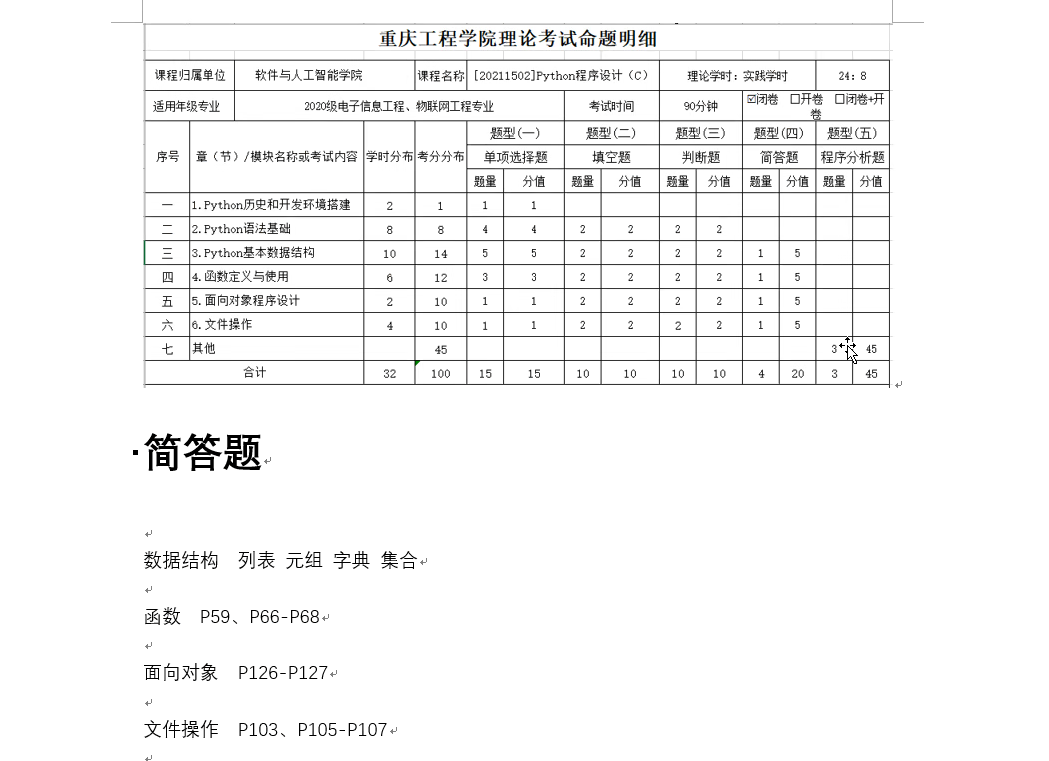 重庆工程学院理论考试命题明细
课程归属单位 软件与人工智能学院 课程名称 [20211502]Python程序设计（C） 理论学时：实践学时 24：8
适用年级专业 2020级电子信息工程、物联网工程专业 考试时间 90分钟 ☑闭卷 □开卷 □闭卷+开卷
序号 章（节）/模块名称或考试内容 学时分布 考分分布 题型(一) 题型(二) 题型(三) 题型(四) 题型(五)
单项选择题 填空题 判断题 简答题 程序分析题
题量 分值 题量 分值 题量 分值 题量 分值 题量 分值
一 1.Python历史和开发环境搭建 2 1 1 1
二 2.Python语法基础 8 8 4 4 2 2 2 2
三 3.Python基本数据结构 10 14 5 5 2 2 2 2 1 5
四 4.函数定义与使用 6 12 3 3 2 2 2 2 1 5
五 5.面向对象程序设计 2 10 1 1 2 2 2 2 1 5
六 6.文件操作 4 10 1 1 2 2 2 2 1 5
七 其他 45 3 45
合计 32 100 15 15 10 10 10 10 4 20 3 45
简答题
数据结构 列表 元组 字典 集合
函数 P59、P66-P68
面向对象 P126-P127
文件操作 P103、P105-P107